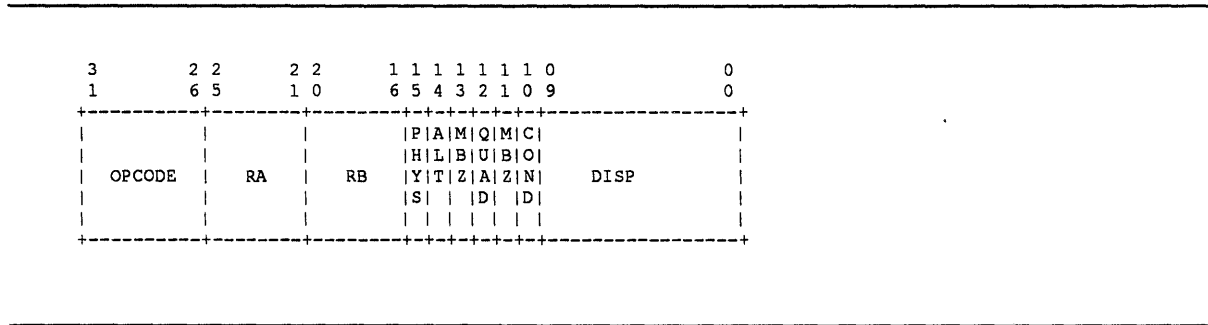 3 2 2 2 2 1 1 1 1 1 1 1 0 0
1 6 5 1 0 6 5 4 3 2 1 0 9 0
+-----------+---------+---------+-+-+-+-+-+-+------------------+
| | | |P|A|M|Q|M|C| |
| | | |H|L|B|U|B|O| |
| OPCODE | RA | RB |Y|T|Z|A|Z|N| DISP |
| | | |S| | |D| |D| |
| | | | | | | | | | |
+-----------+---------+---------+-+-+-+-+-+-+------------------+